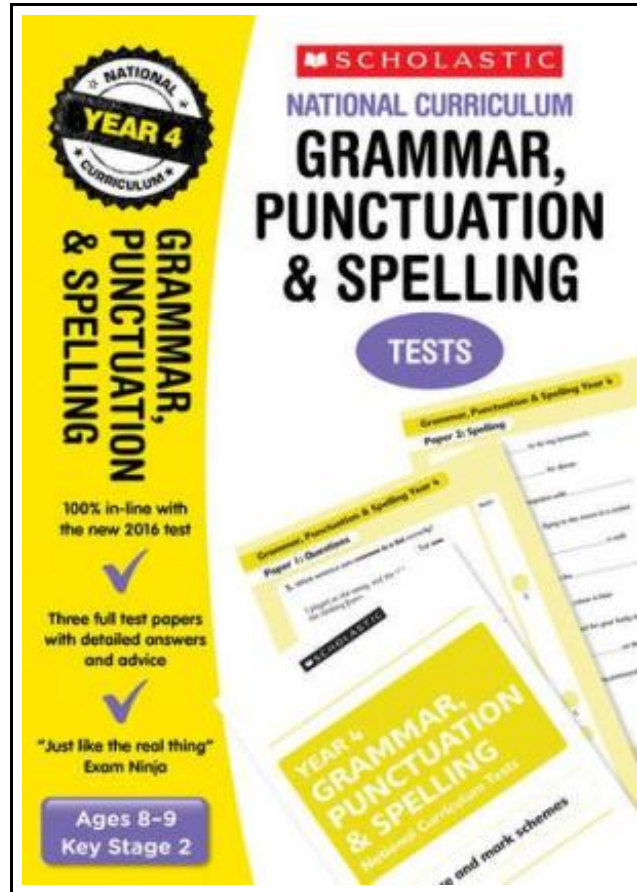 NATIONAL
YEAR 4
CURRICULUM
GRAMMAR,
PUNCTUATION
& SPELLING
100% in-line with
the new 2016 test
Three full test papers
with detailed answers
and advice
"Just like the real thing"
Exam Ninja
Ages 8–9
Key Stage 2
SCHOLASTIC
NATIONAL CURRICULUM
GRAMMAR,
PUNCTUATION
& SPELLING
TESTS
Grammar, Punctuation & Spelling Year 4
Paper 2: Spelling
Grammar, Punctuation & Spelling Year 4
Paper 1: Questions
SCHOLASTIC
YEAR 4
GRAMMAR,
PUNCTUATION
& SPELLING
National Curriculum Tests
and mark schemes